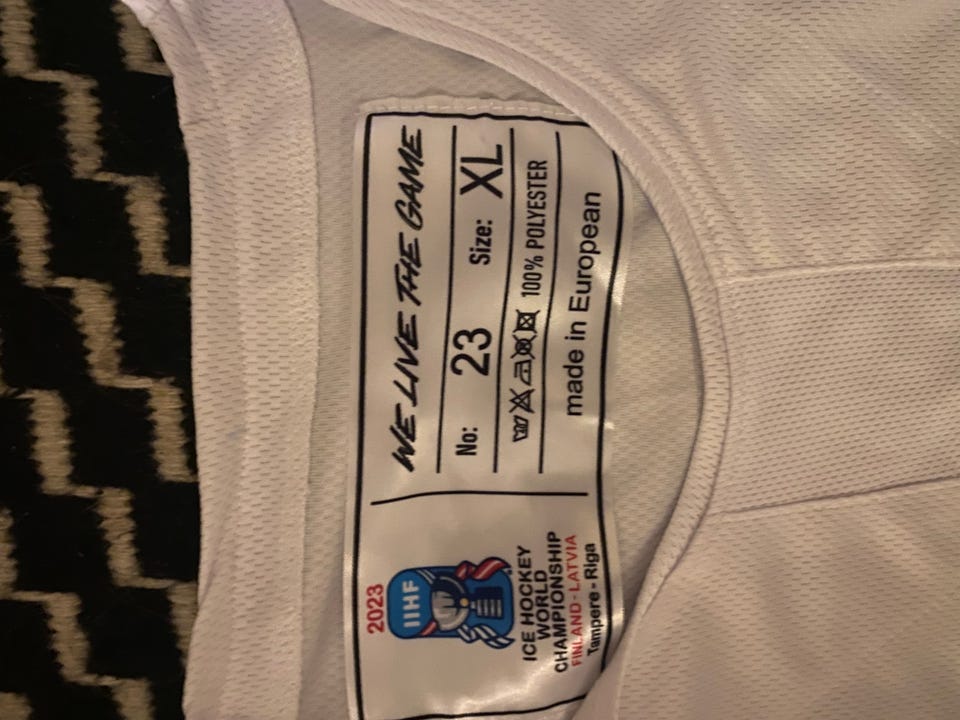 2023
IIHF
ICE HOCKEY
WORLD
CHAMPIONSHIP
FINLAND - LATVIA
Tampere - Riga
WE LIVE THE GAME
No: 23 Size: XL
100% POLYESTER
made in European